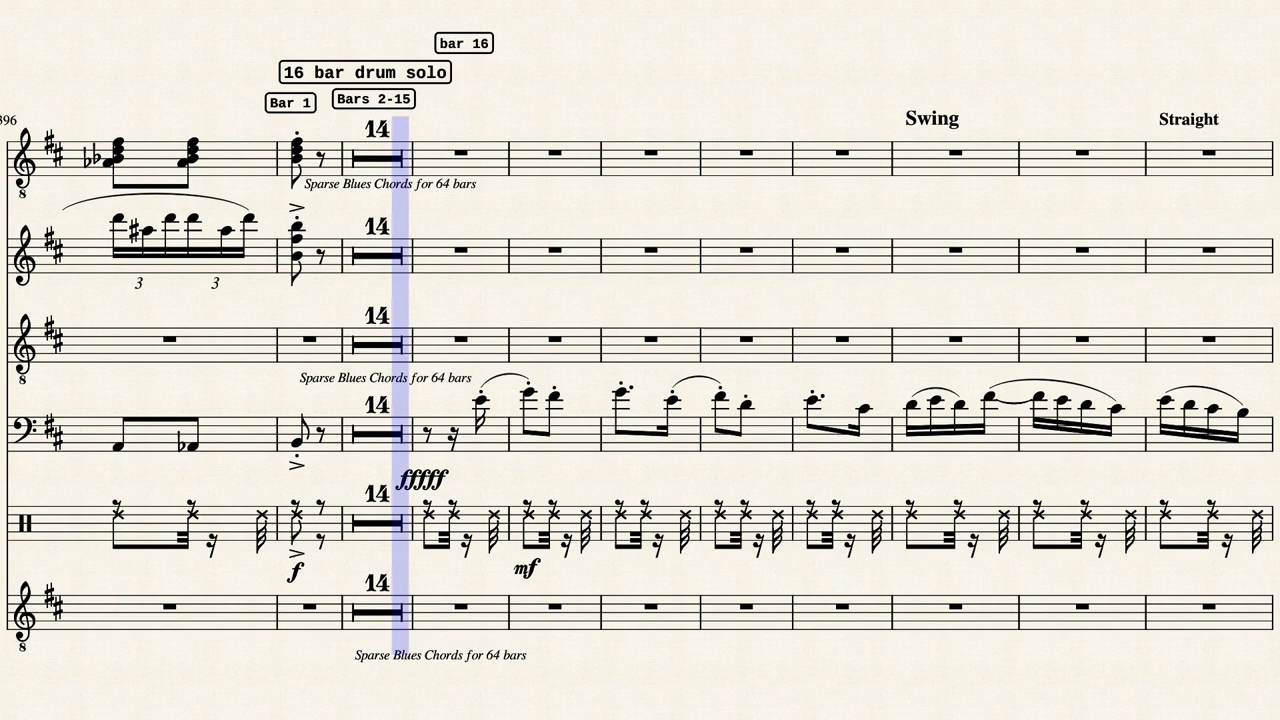 bar 16
16 bar drum solo
Bar 1
Bars 2-15
396
14
Swing
Straight
Sparse Blues Chords for 64 bars
14
3
3
14
Sparse Blues Chords for 64 bars
14
fffff
14
f
mf
14
Sparse Blues Chords for 64 bars